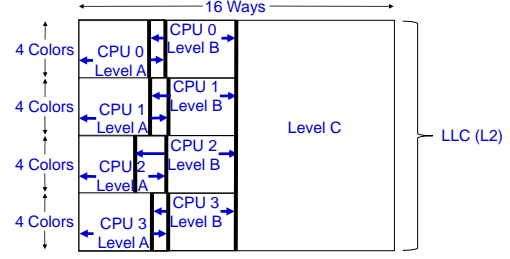 16 Ways
4 Colors
CPU 0
Level A
CPU 0
Level B
4 Colors
CPU 1
Level A
CPU 1
Level B
4 Colors
CPU
2
Level A
CPU 2
Level B
4 Colors
CPU 3
Level A
CPU 3
Level B
Level C
LLC (L2)